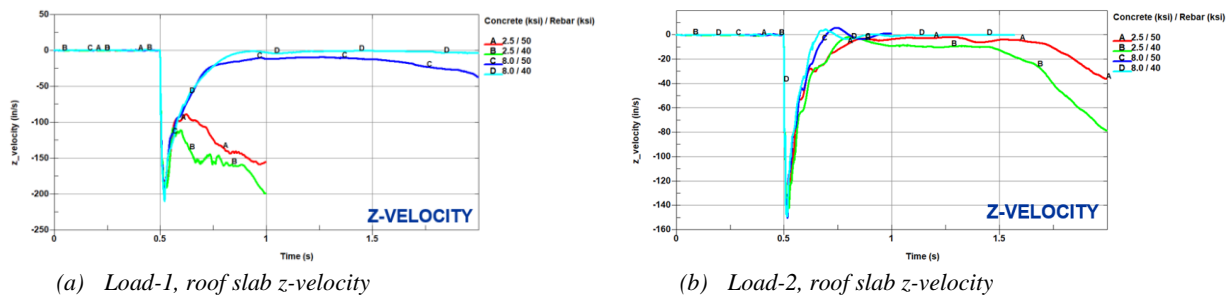 Concrete (ksi) / Rebar (ksi)
A 2.5 / 50
B 2.5 / 40
C 8.0 / 50
D 8.0 / 40
z_velocity (in/s)
50
0
-50
-100
-150
-200
-250
B C A B A B
A B A B D C D C D C D
Z-VELOCITY
0 0.5 1 1.5
Time (s)
(a) Load-1, roof slab z-velocity
Concrete (ksi) / Rebar (ksi)
A 2.5 / 50
B 2.5 / 40
C 8.0 / 50
D 8.0 / 40
z_velocity (in/s)
20
0
-20
-40
-60
-80
-100
-120
-140
-160
B D C A B
D A B C D A B D A B A
Z-VELOCITY
0 0.5 1 1.5 2
Time (s)
(b) Load-2, roof slab z-velocity